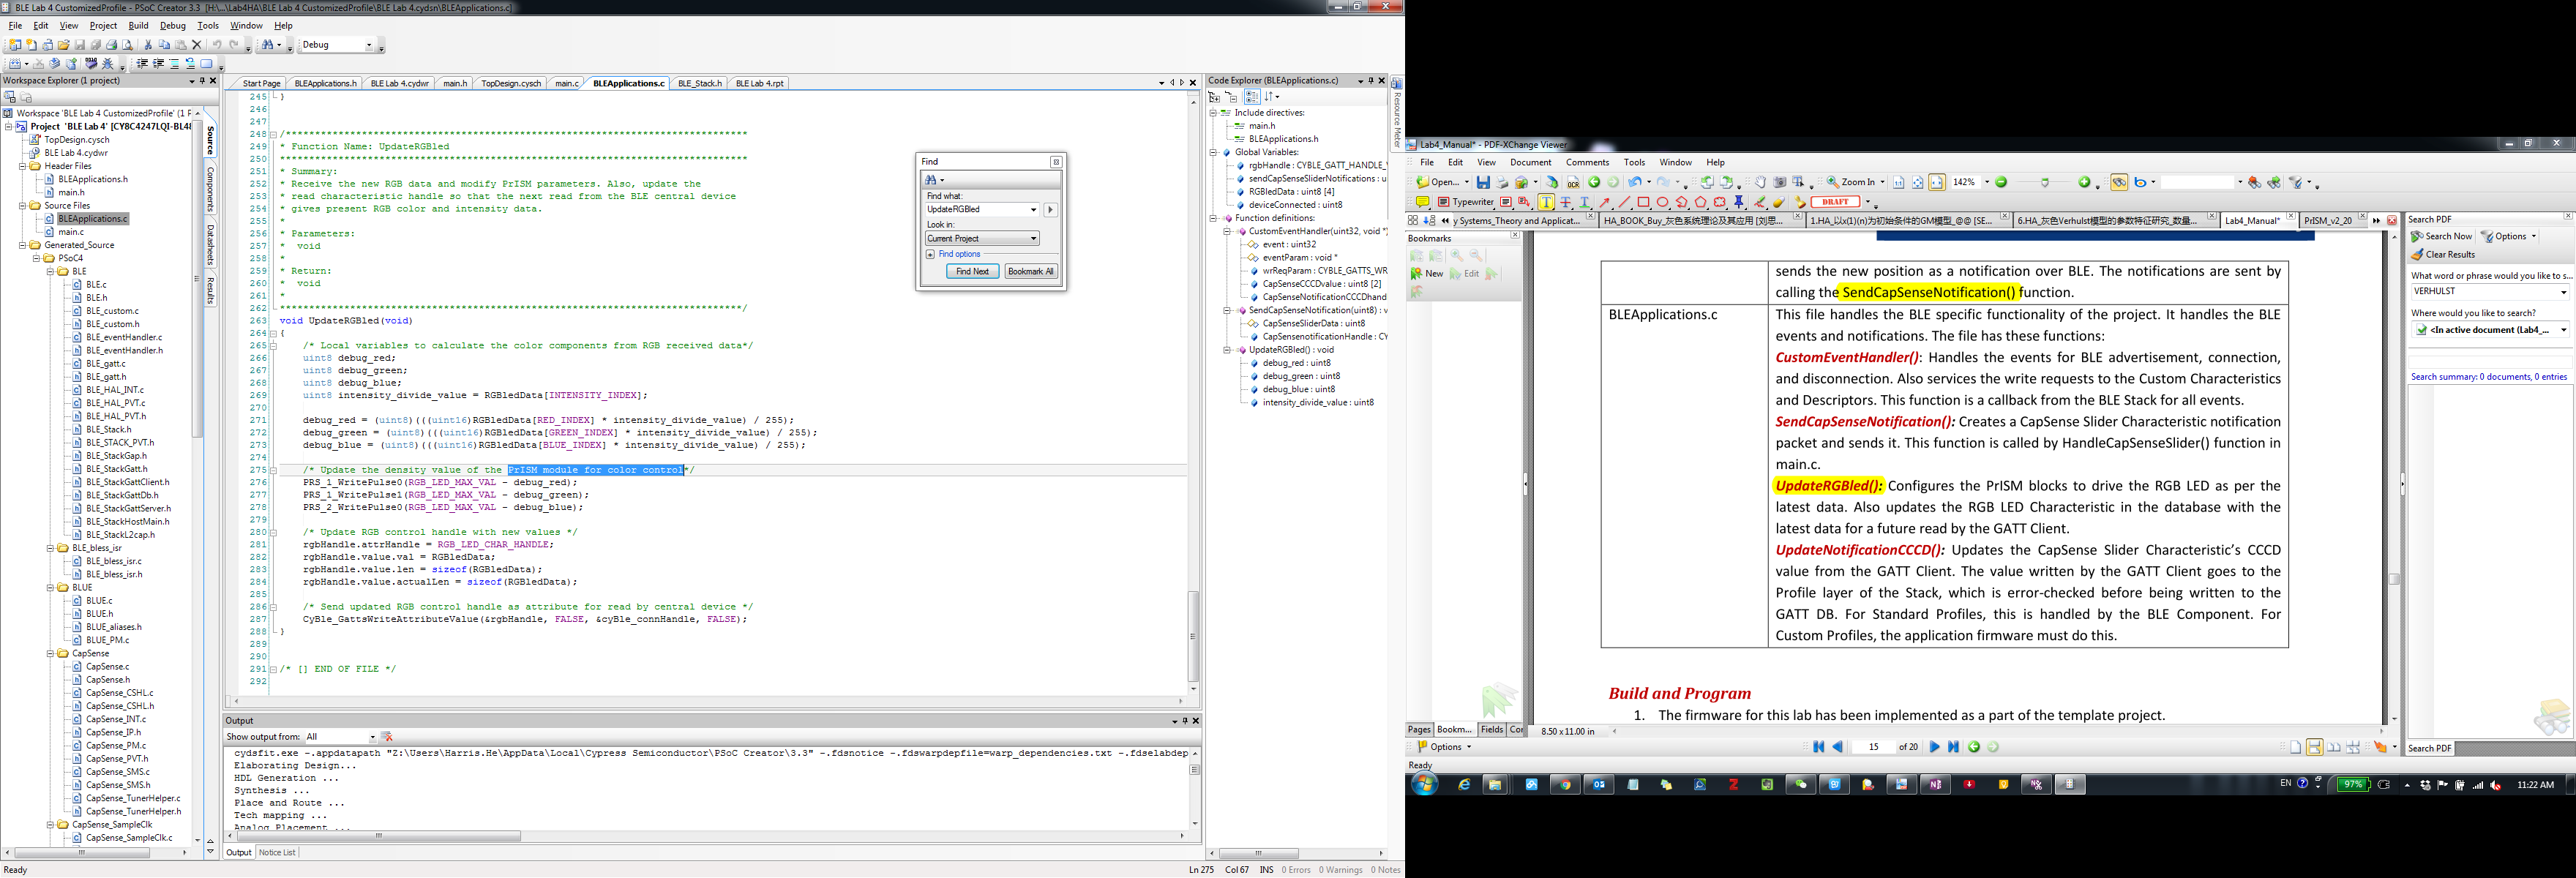 BLE Lab 4 CustomizedProfile - PSoC Creator 3.3 [H:\...\Lab4HA\BLE Lab 4 CustomizedProfile\BLE Lab 4.cydsn\BLEApplications.c]
File Edit View Project Build Debug Tools Window Help
Debug
Workspace Explorer (1 project)
Workspace 'BLE Lab 4 CustomizedProfile' (1 F
Project 'BLE Lab 4' [CY8C4247LQI-BL48
TopDesign.cysch
BLE Lab 4.cydwr
Header Files
BLEApplications.h
main.h
Source Files
BLEApplications.c
main.c
Generated_Source
PSoC4
BLE
BLE.c
BLE.h
BLE_custom.c
BLE_custom.h
BLE_eventHandler.c
BLE_eventHandler.h
BLE_gatt.c
BLE_gatt.h
BLE_HAL_INT.c
BLE_HAL_PVT.c
BLE_HAL_PVT.h
BLE_Stack.h
BLE_STACK_PVT.h
BLE_StackGap.h
BLE_StackGatt.h
BLE_StackGattClient.h
BLE_StackGattDb.h
BLE_StackGattServer.h
BLE_StackHostMain.h
BLE_StackL2cap.h
BLE_bless_isr
BLE_bless_isr.c
BLE_bless_isr.h
BLUE
BLUE.c
BLUE.h
BLUE_aliases.h
BLUE_PM.c
CapSense
CapSense.c
CapSense.h
CapSense_CSHL.c
CapSense_CSHL.h
CapSense_INT.c
CapSense_IP.h
CapSense_PM.c
CapSense_PVT.h
CapSense_SMS.c
CapSense_SMS.h
CapSense_TunerHelper.c
CapSense_TunerHelper.h
CapSense_SampleClk
CapSense_SampleClk.c
Source
Components
Datasheets
Results
Start Page BLEApplications.h BLE Lab 4.cydwr main.h TopDesign.cysch main.c BLEApplications.c BLE_Stack.h BLE Lab 4.rpt
245 }
246
247
248 /******************************************************************************
249 * Function Name: UpdateRGBled
250 *******************************************************************************
251 * Summary:
252 * Receive the new RGB data and modify PrISM parameters. Also, update the
253 * read characteristic handle so that the next read from the BLE central device
254 * gives present RGB color and intensity data.
255 *
256 * Parameters:
257 * void
258 *
259 * Return:
260 * void
261 *
262 ******************************************************************************/
263 void UpdateRGBled(void)
264 {
265 /* Local variables to calculate the color components from RGB received data*/
266 uint8 debug_red;
267 uint8 debug_green;
268 uint8 debug_blue;
269 uint8 intensity_divide_value = RGBledData[INTENSITY_INDEX];
270
271 debug_red = (uint8)(((uint16)RGBledData[RED_INDEX] * intensity_divide_value) / 255);
272 debug_green = (uint8)(((uint16)RGBledData[GREEN_INDEX] * intensity_divide_value) / 255);
273 debug_blue = (uint8)(((uint16)RGBledData[BLUE_INDEX] * intensity_divide_value) / 255);
274
275 /* Update the density value of the PrISM module for color control*/
276 PRS_1_WritePulse0(RGB_LED_MAX_VAL - debug_red);
277 PRS_1_WritePulse1(RGB_LED_MAX_VAL - debug_green);
278 PRS_2_WritePulse0(RGB_LED_MAX_VAL - debug_blue);
279
280 /* Update RGB control handle with new values */
281 rgbHandle.attrHandle = RGB_LED_CHAR_HANDLE;
282 rgbHandle.value.val = RGBledData;
283 rgbHandle.value.len = sizeof(RGBledData);
284 rgbHandle.value.actualLen = sizeof(RGBledData);
285
286 /* Send updated RGB control handle as attribute for read by central device */
287 CyBle_GattsWriteAttributeValue(&rgbHandle, FALSE, &cyBle_connHandle, FALSE);
288 }
289
290
291 /* [] END OF FILE */
292
Find
Find what:
UpdateRGBled
Look in:
Current Project
Find options
Find Next Bookmark All
Output
Show output from: All
cydsfit.exe -.appdatapath "Z:\Users\Harris.He\AppData\Local\Cypress Semiconductor\PSoC Creator\3.3" -.fdsnotice -.fdswarpdepfile=warp_dependencies.txt -.fdselabdep
Elaborating Design...
HDL Generation ...
Synthesis ...
Place and Route ...
Tech mapping ...
Analog Placement ...
Output Notice List
Ready
Ln 275 Col 67 INS 0 Errors 0 Warnings 0 Notes
Code Explorer (BLEApplications.c)
Include directives:
main.h
BLEApplications.h
Global Variables:
rgbHandle : CYBLE_GATT_HANDLE_
sendCapSenseSliderNotifications : u
RGBledData : uint8 [4]
deviceConnected : uint8
Function definitions:
CustomEventHandler(uint32, void *)
event : uint32
eventParam : void *
wrReqParam : CYBLE_GATTS_WR
CapSenseCCCDvalue : uint8 [2]
CapSenseNotificationCCCDhand
SendCapSenseNotification(uint8) : v
CapSenseSliderData : uint8
CapSensenotificationHandle : CY
UpdateRGBled() : void
debug_red : uint8
debug_green : uint8
debug_blue : uint8
intensity_divide_value : uint8
Resource Meter
Lab4_Manual* - PDF-XChange Viewer
File Edit View Document Comments Tools Window Help
Open... OCR Zoom In 142%
Typewriter DRAFT
y Systems_Theory and Applicat... HA_BOOK_Buy_灰色系统理论及其应用 [刘思... 1.HA_以x(1)(n)为初始条件的GM模型_@@ [SE... 6.HA_灰色Verhulst模型的参数特征研究_数量... Lab4_Manual* PrISM_v2_20
Bookmarks
New Edit
sends the new position as a notification over BLE. The notifications are sent by
calling the SendCapSenseNotification() function.
BLEApplications.c
This file handles the BLE specific functionality of the project. It handles the BLE
events and notifications. The file has these functions:
CustomEventHandler(): Handles the events for BLE advertisement, connection,
and disconnection. Also services the write requests to the Custom Characteristics
and Descriptors. This function is a callback from the BLE Stack for all events.
SendCapSenseNotification(): Creates a CapSense Slider Characteristic notification
packet and sends it. This function is called by HandleCapSenseSlider() function in
main.c.
UpdateRGBled(): Configures the PrISM blocks to drive the RGB LED as per the
latest data. Also updates the RGB LED Characteristic in the database with the
latest data for a future read by the GATT Client.
UpdateNotificationCCCD(): Updates the CapSense Slider Characteristic’s CCCD
value from the GATT Client. The value written by the GATT Client goes to the
Profile layer of the Stack, which is error-checked before being written to the
GATT DB. For Standard Profiles, this is handled by the BLE Component. For
Custom Profiles, the application firmware must do this.
Build and Program
1. The firmware for this lab has been implemented as a part of the template project.
Pages Bookm... Fields Co
8.50 x 11.00 in
Options
15 of 20
Ready
Search PDF
Search Now Options
Clear Results
What word or phrase would you like to s...
VERHULST
Where would you like to search?
<In active document (Lab4_...
Search summary: 0 documents, 0 entries
Search PDF
EN 97% 11:22 AM